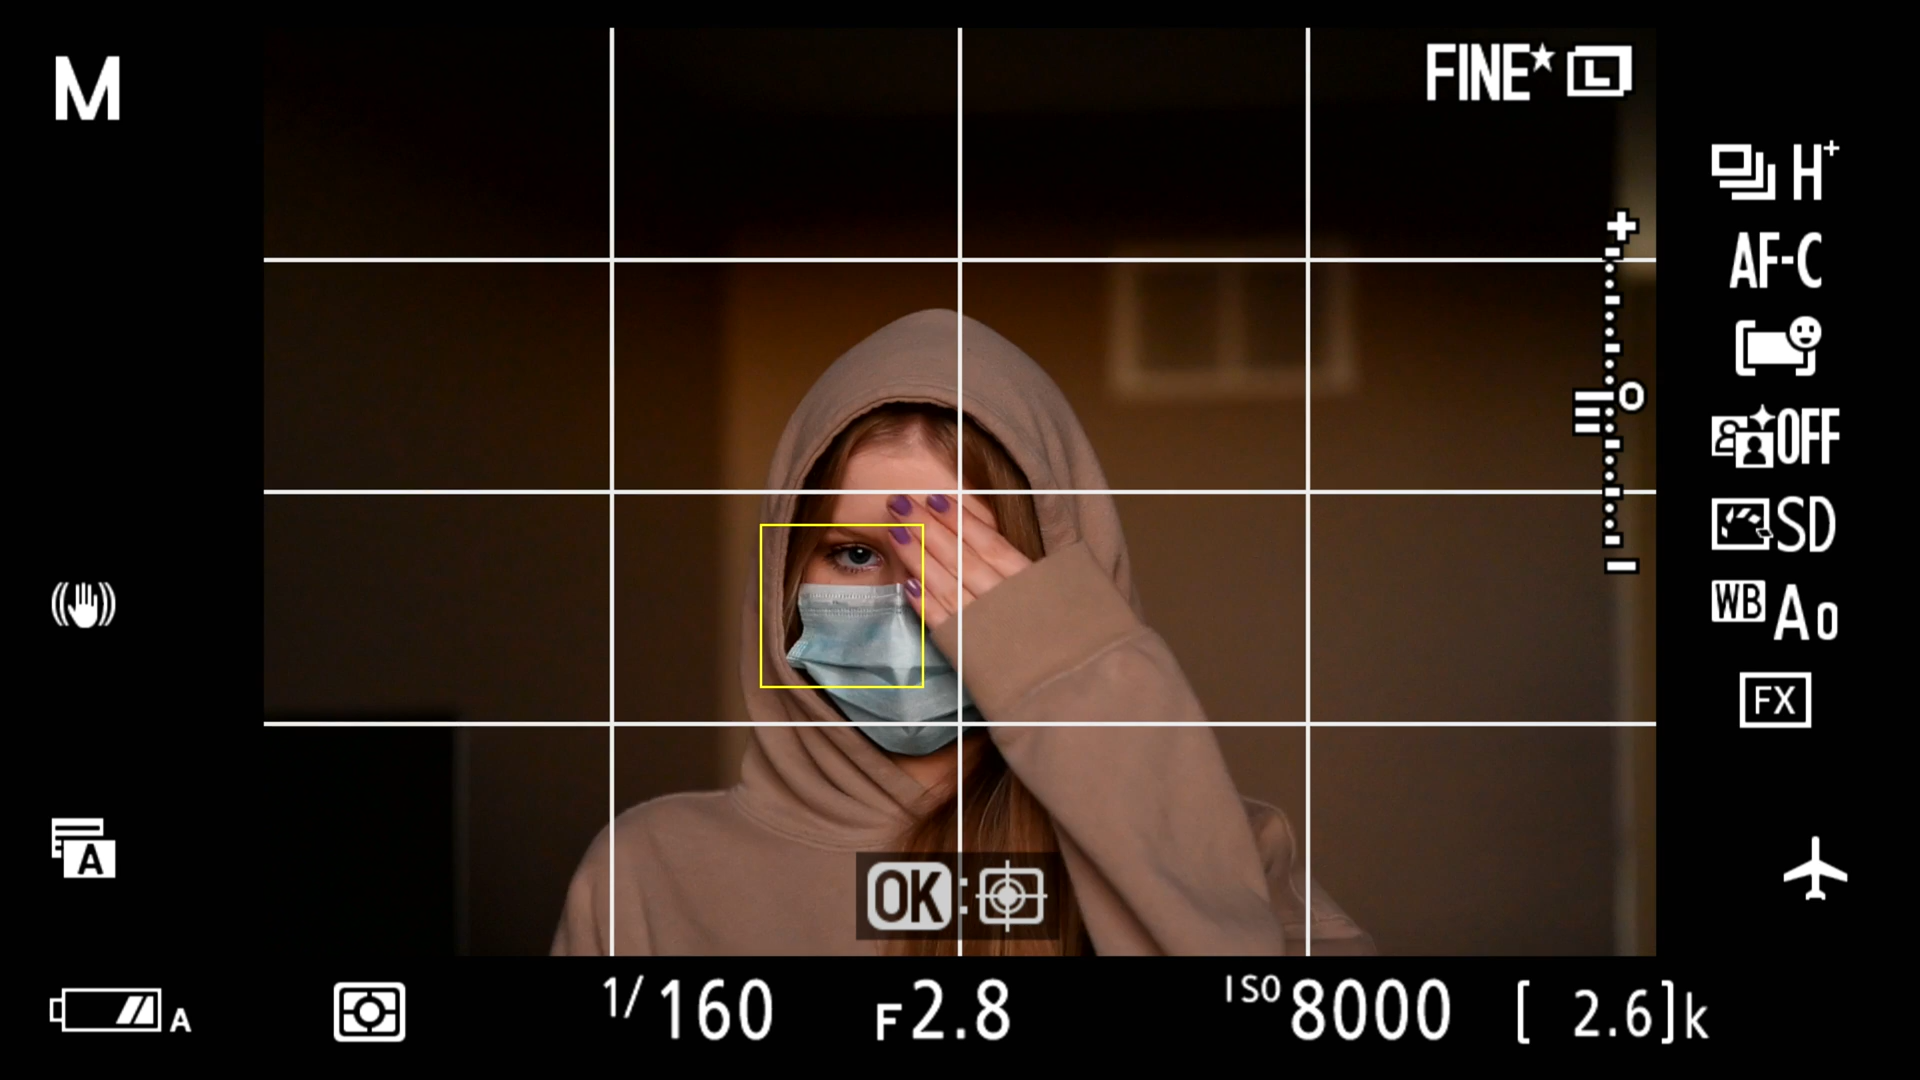 M
FINE★ L
H+
AF-C
OFF
SD
WB A0
FX
A
OK:
A
1/160
F2.8
ISO 8000
[ 2.6]k